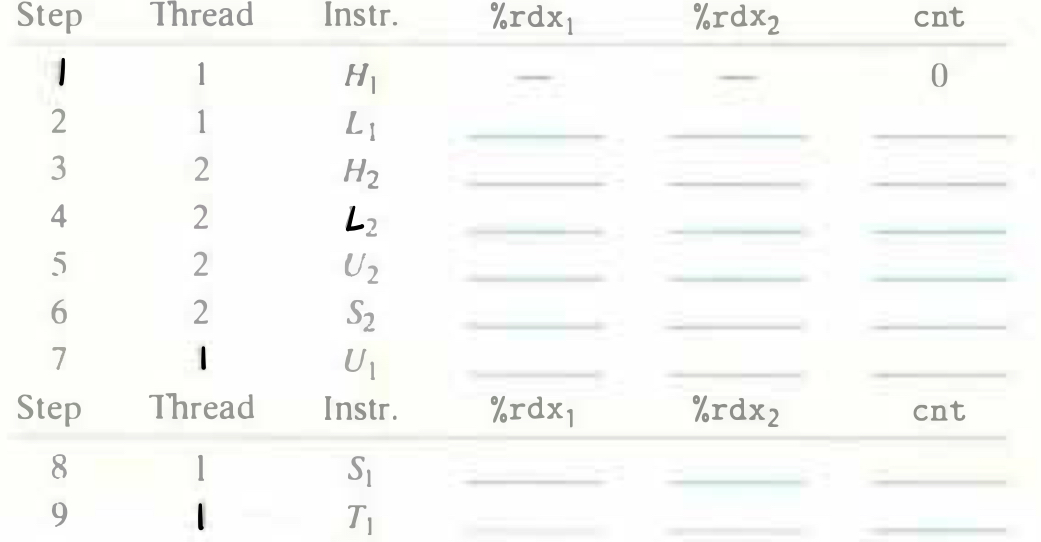 Step Thread Instr. %rdx₁ %rdx₂ cnt
1 1 H₁ — — 0
2 1 L₁
3 2 H₂
4 2 L₂
5 2 U₂
6 2 S₂
7 1 U₁
Step Thread Instr. %rdx₁ %rdx₂ cnt
8 1 S₁
9 1 T₁